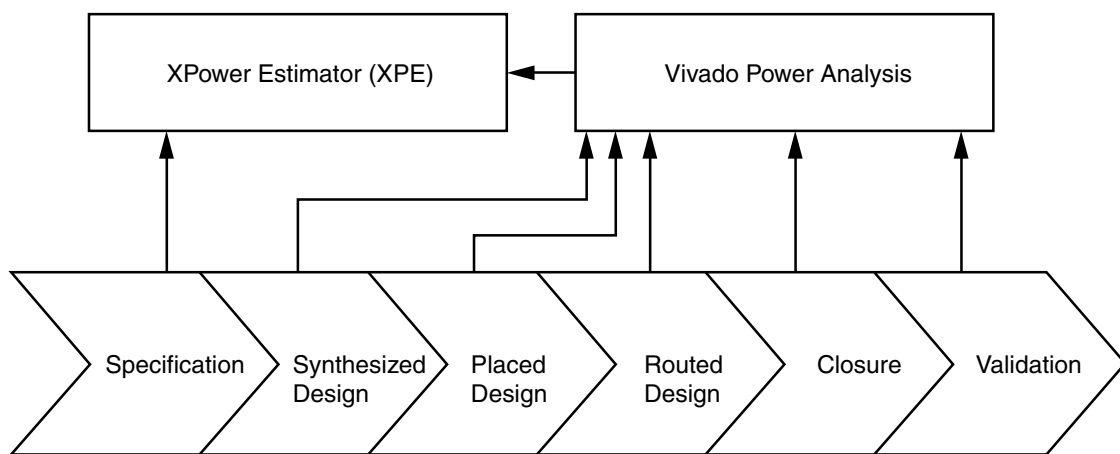 XPower Estimator (XPE)
Vivado Power Analysis
Specification
Synthesized
Design
Placed
Design
Routed
Design
Closure
Validation